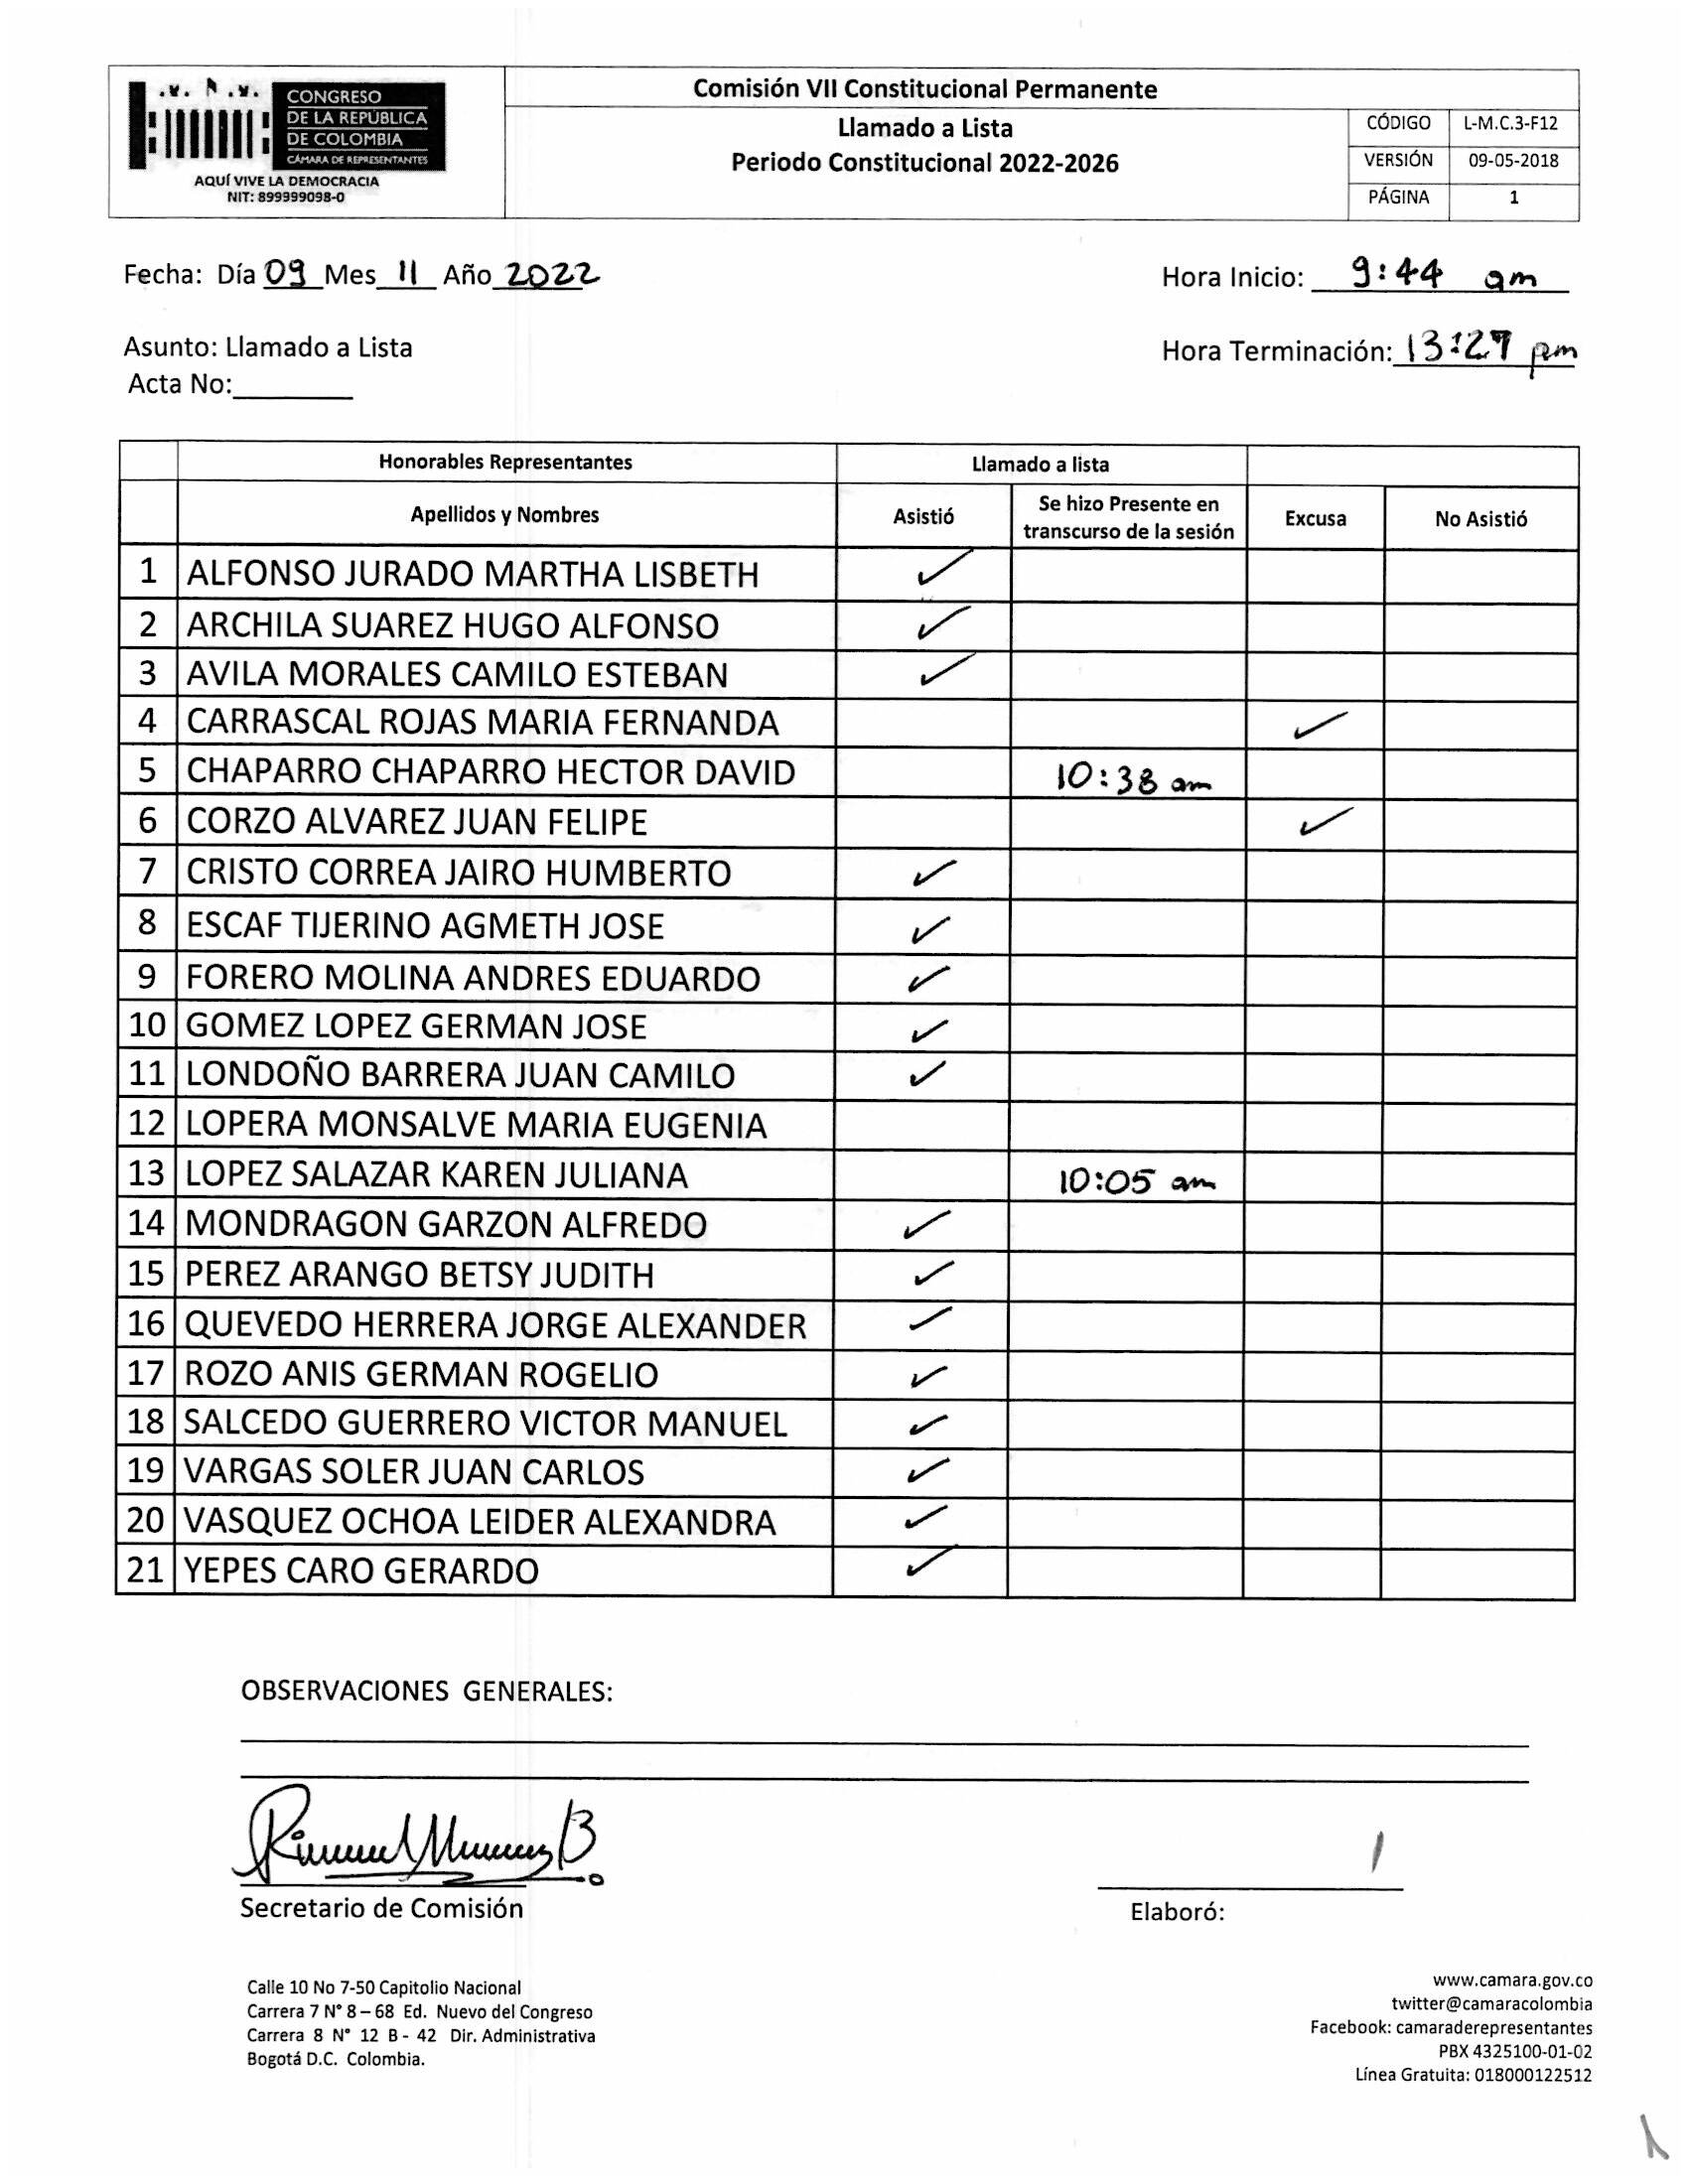 CONGRESO
DE LA REPÚBLICA
DE COLOMBIA
CÁMARA DE REPRESENTANTES
AQUÍ VIVE LA DEMOCRACIA
NIT: 899999098-0
Comisión VII Constitucional Permanente
Llamado a Lista
Periodo Constitucional 2022-2026
CÓDIGO L-M.C.3-F12
VERSIÓN 09-05-2018
PÁGINA 1
Fecha: Día 09 Mes 11 Año 2022
Hora Inicio: 9:44 am
Asunto: Llamado a Lista
Hora Terminación: 13:27 pm
Acta No:
Honorables Representantes Llamado a lista
Apellidos y Nombres Asistió Se hizo Presente en transcurso de la sesión Excusa No Asistió
1 ALFONSO JURADO MARTHA LISBETH ✓
2 ARCHILA SUAREZ HUGO ALFONSO ✓
3 AVILA MORALES CAMILO ESTEBAN ✓
4 CARRASCAL ROJAS MARIA FERNANDA ✓
5 CHAPARRO CHAPARRO HECTOR DAVID 10:38 am
6 CORZO ALVAREZ JUAN FELIPE ✓
7 CRISTO CORREA JAIRO HUMBERTO ✓
8 ESCAF TIJERINO AGMETH JOSE ✓
9 FORERO MOLINA ANDRES EDUARDO ✓
10 GOMEZ LOPEZ GERMAN JOSE ✓
11 LONDOÑO BARRERA JUAN CAMILO ✓
12 LOPERA MONSALVE MARIA EUGENIA
13 LOPEZ SALAZAR KAREN JULIANA 10:05 am
14 MONDRAGON GARZON ALFREDO ✓
15 PEREZ ARANGO BETSY JUDITH ✓
16 QUEVEDO HERRERA JORGE ALEXANDER ✓
17 ROZO ANIS GERMAN ROGELIO ✓
18 SALCEDO GUERRERO VICTOR MANUEL ✓
19 VARGAS SOLER JUAN CARLOS ✓
20 VASQUEZ OCHOA LEIDER ALEXANDRA ✓
21 YEPES CARO GERARDO ✓
OBSERVACIONES GENERALES:
Secretario de Comisión
Elaboró:
Calle 10 No 7-50 Capitolio Nacional
Carrera 7 N° 8 – 68 Ed. Nuevo del Congreso
Carrera 8 N° 12 B - 42 Dir. Administrativa
Bogotá D.C. Colombia.
www.camara.gov.co
twitter@camaracolombia
Facebook: camaraderepresentantes
PBX 4325100-01-02
Línea Gratuita: 018000122512